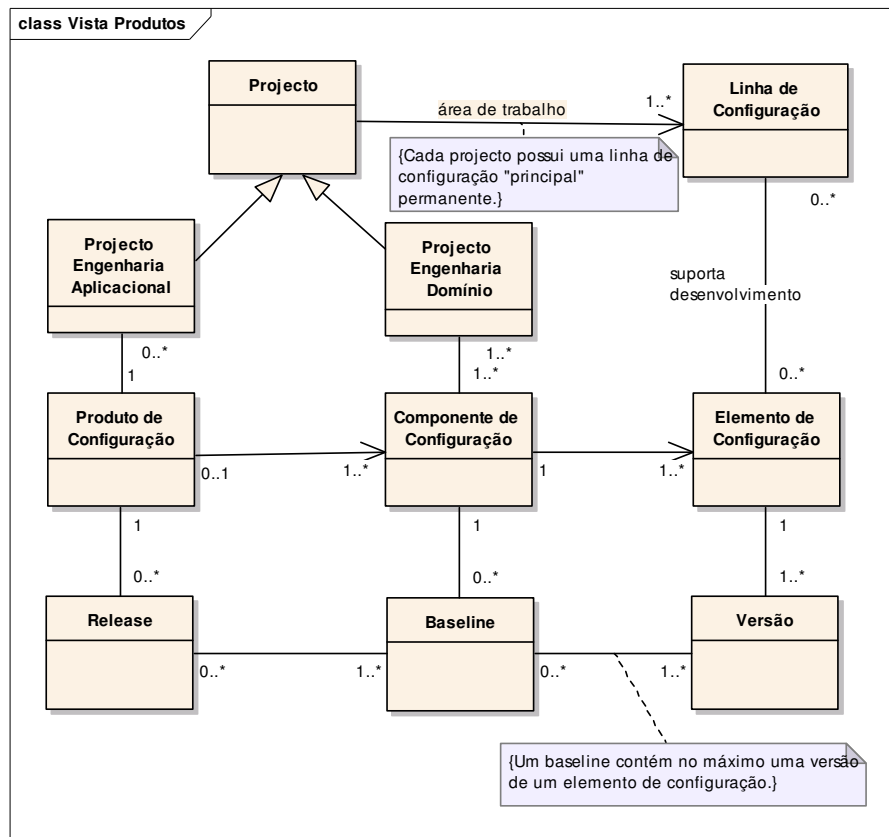 class Vista Produtos
Projecto
Linha de
Configuração
área de trabalho
1..*
{Cada projecto possui uma linha de
configuração "principal"
permanente.}
0..*
Projecto
Engenharia
Aplicacional
Projecto
Engenharia
Domínio
suporta
desenvolvimento
0..*
1
1..*
1..*
0..*
Produto de
Configuração
Componente de
Configuração
Elemento de
Configuração
0..1
1..*
1
1..*
1
1
1
0..*
0..*
1..*
Release
Baseline
Versão
0..*
1..*
0..*
1..*
{Um baseline contém no máximo uma versão
de um elemento de configuração.}